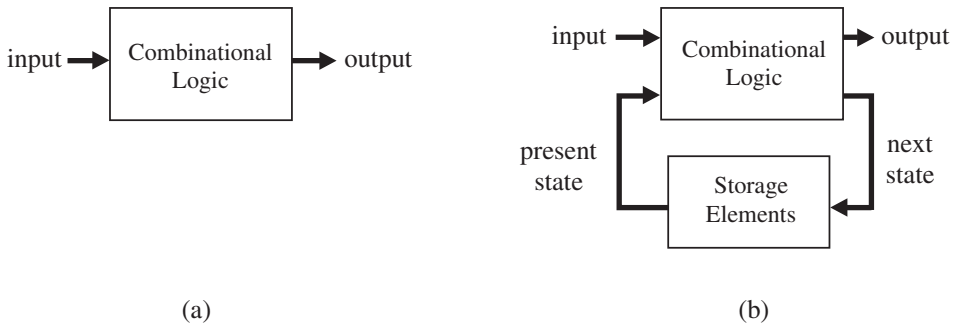 input
Combinational
Logic
output
(a)
input
Combinational
Logic
output
present
state
next
state
Storage
Elements
(b)